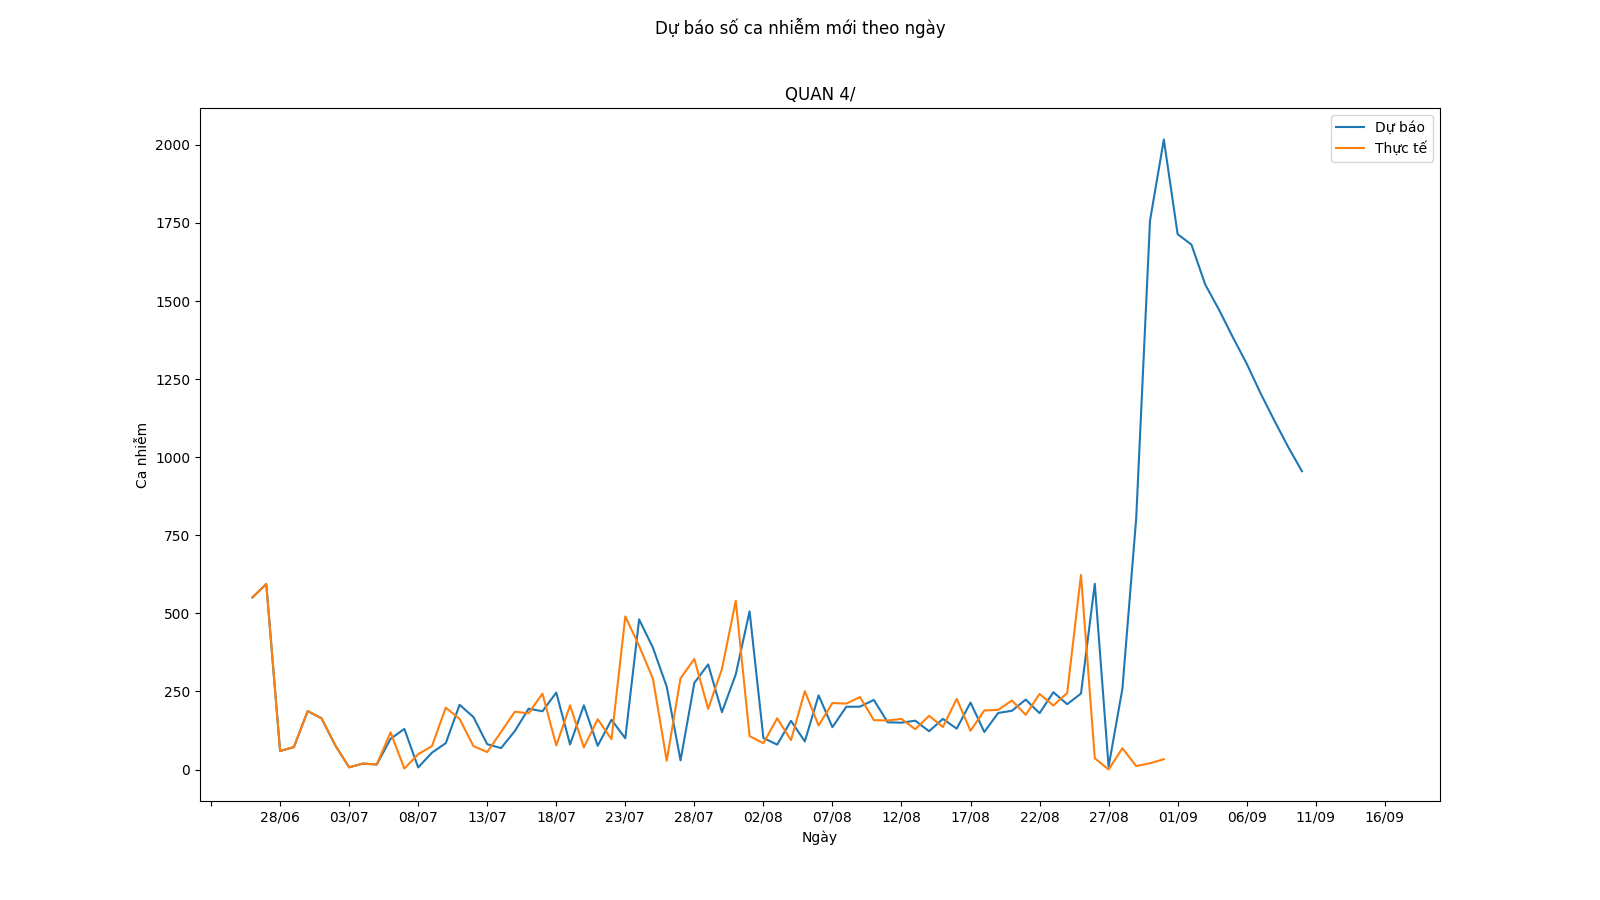 Dự báo số ca nhiễm mới theo ngày
QUAN 4/
Dự báo
Thực tế
2000
1750
1500
1250
1000
750
500
250
0
Ca nhiễm
28/06 03/07 08/07 13/07 18/07 23/07 28/07 02/08 07/08 12/08 17/08 22/08 27/08 01/09 06/09 11/09 16/09
Ngày